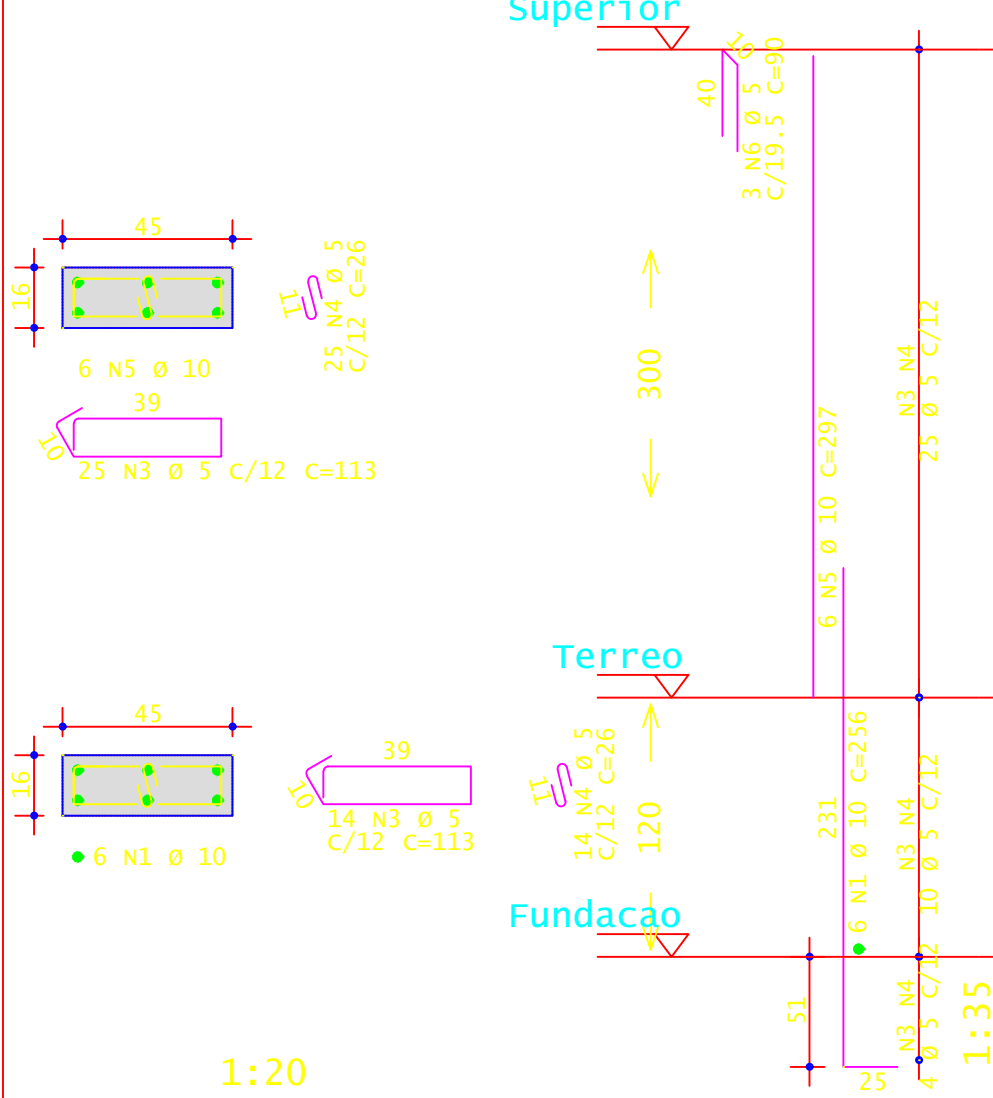 Superior
10
40
3 N6 Ø 5
C/19.5 C=90
45
16
11
25 N4 Ø 5
C/12 C=26
6 N5 Ø 10
39
10
25 N3 Ø 5 C/12 C=113
300
6 N5 Ø 10 C=297
N3 N4
25 Ø 5 C/12
Terreo
45
16
6 N1 Ø 10
39
10
14 N3 Ø 5
C/12 C=113
11
14 N4 Ø 5
C/12 C=26
120
231
6 N1 Ø 10 C=256
N3 N4
10 Ø 5 C/12
Fundacao
51
25
N3 N4
4 Ø 5 C/12
1:20
1:35